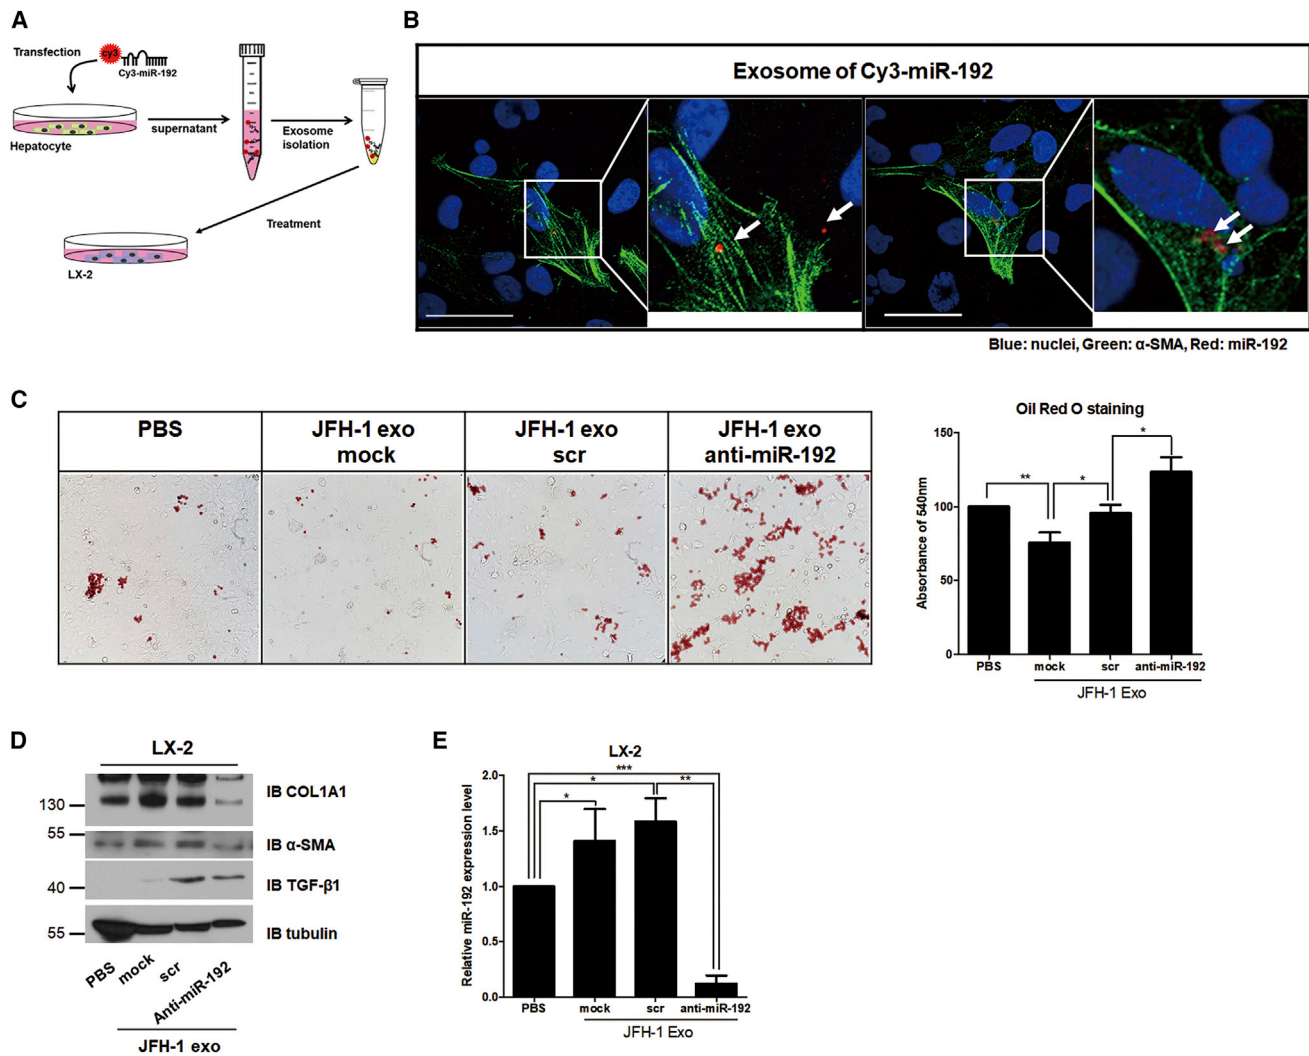 A
Transfection
cy3
Cy3-miR-192
Hepatocyte
supernatant
Exosome
isolation
Treatment
LX-2
B
Exosome of Cy3-miR-192
Blue: nuclei, Green: α-SMA, Red: miR-192
C
PBS
JFH-1 exo
mock
JFH-1 exo
scr
JFH-1 exo
anti-miR-192
Oil Red O staining
Absorbance of 540nm
150
100
50
0
**
*
*
PBS
mock
scr
anti-miR-192
JFH-1 Exo
D
LX-2
130
IB COL1A1
55
IB α-SMA
40
IB TGF-β1
55
IB tubulin
PBS
mock
scr
Anti-miR-192
JFH-1 exo
E
LX-2
Relative miR-192 expression level
2.0
1.5
1.0
0.5
0.0
***
*
**
*
PBS
mock
scr
anti-miR-192
JFH-1 Exo